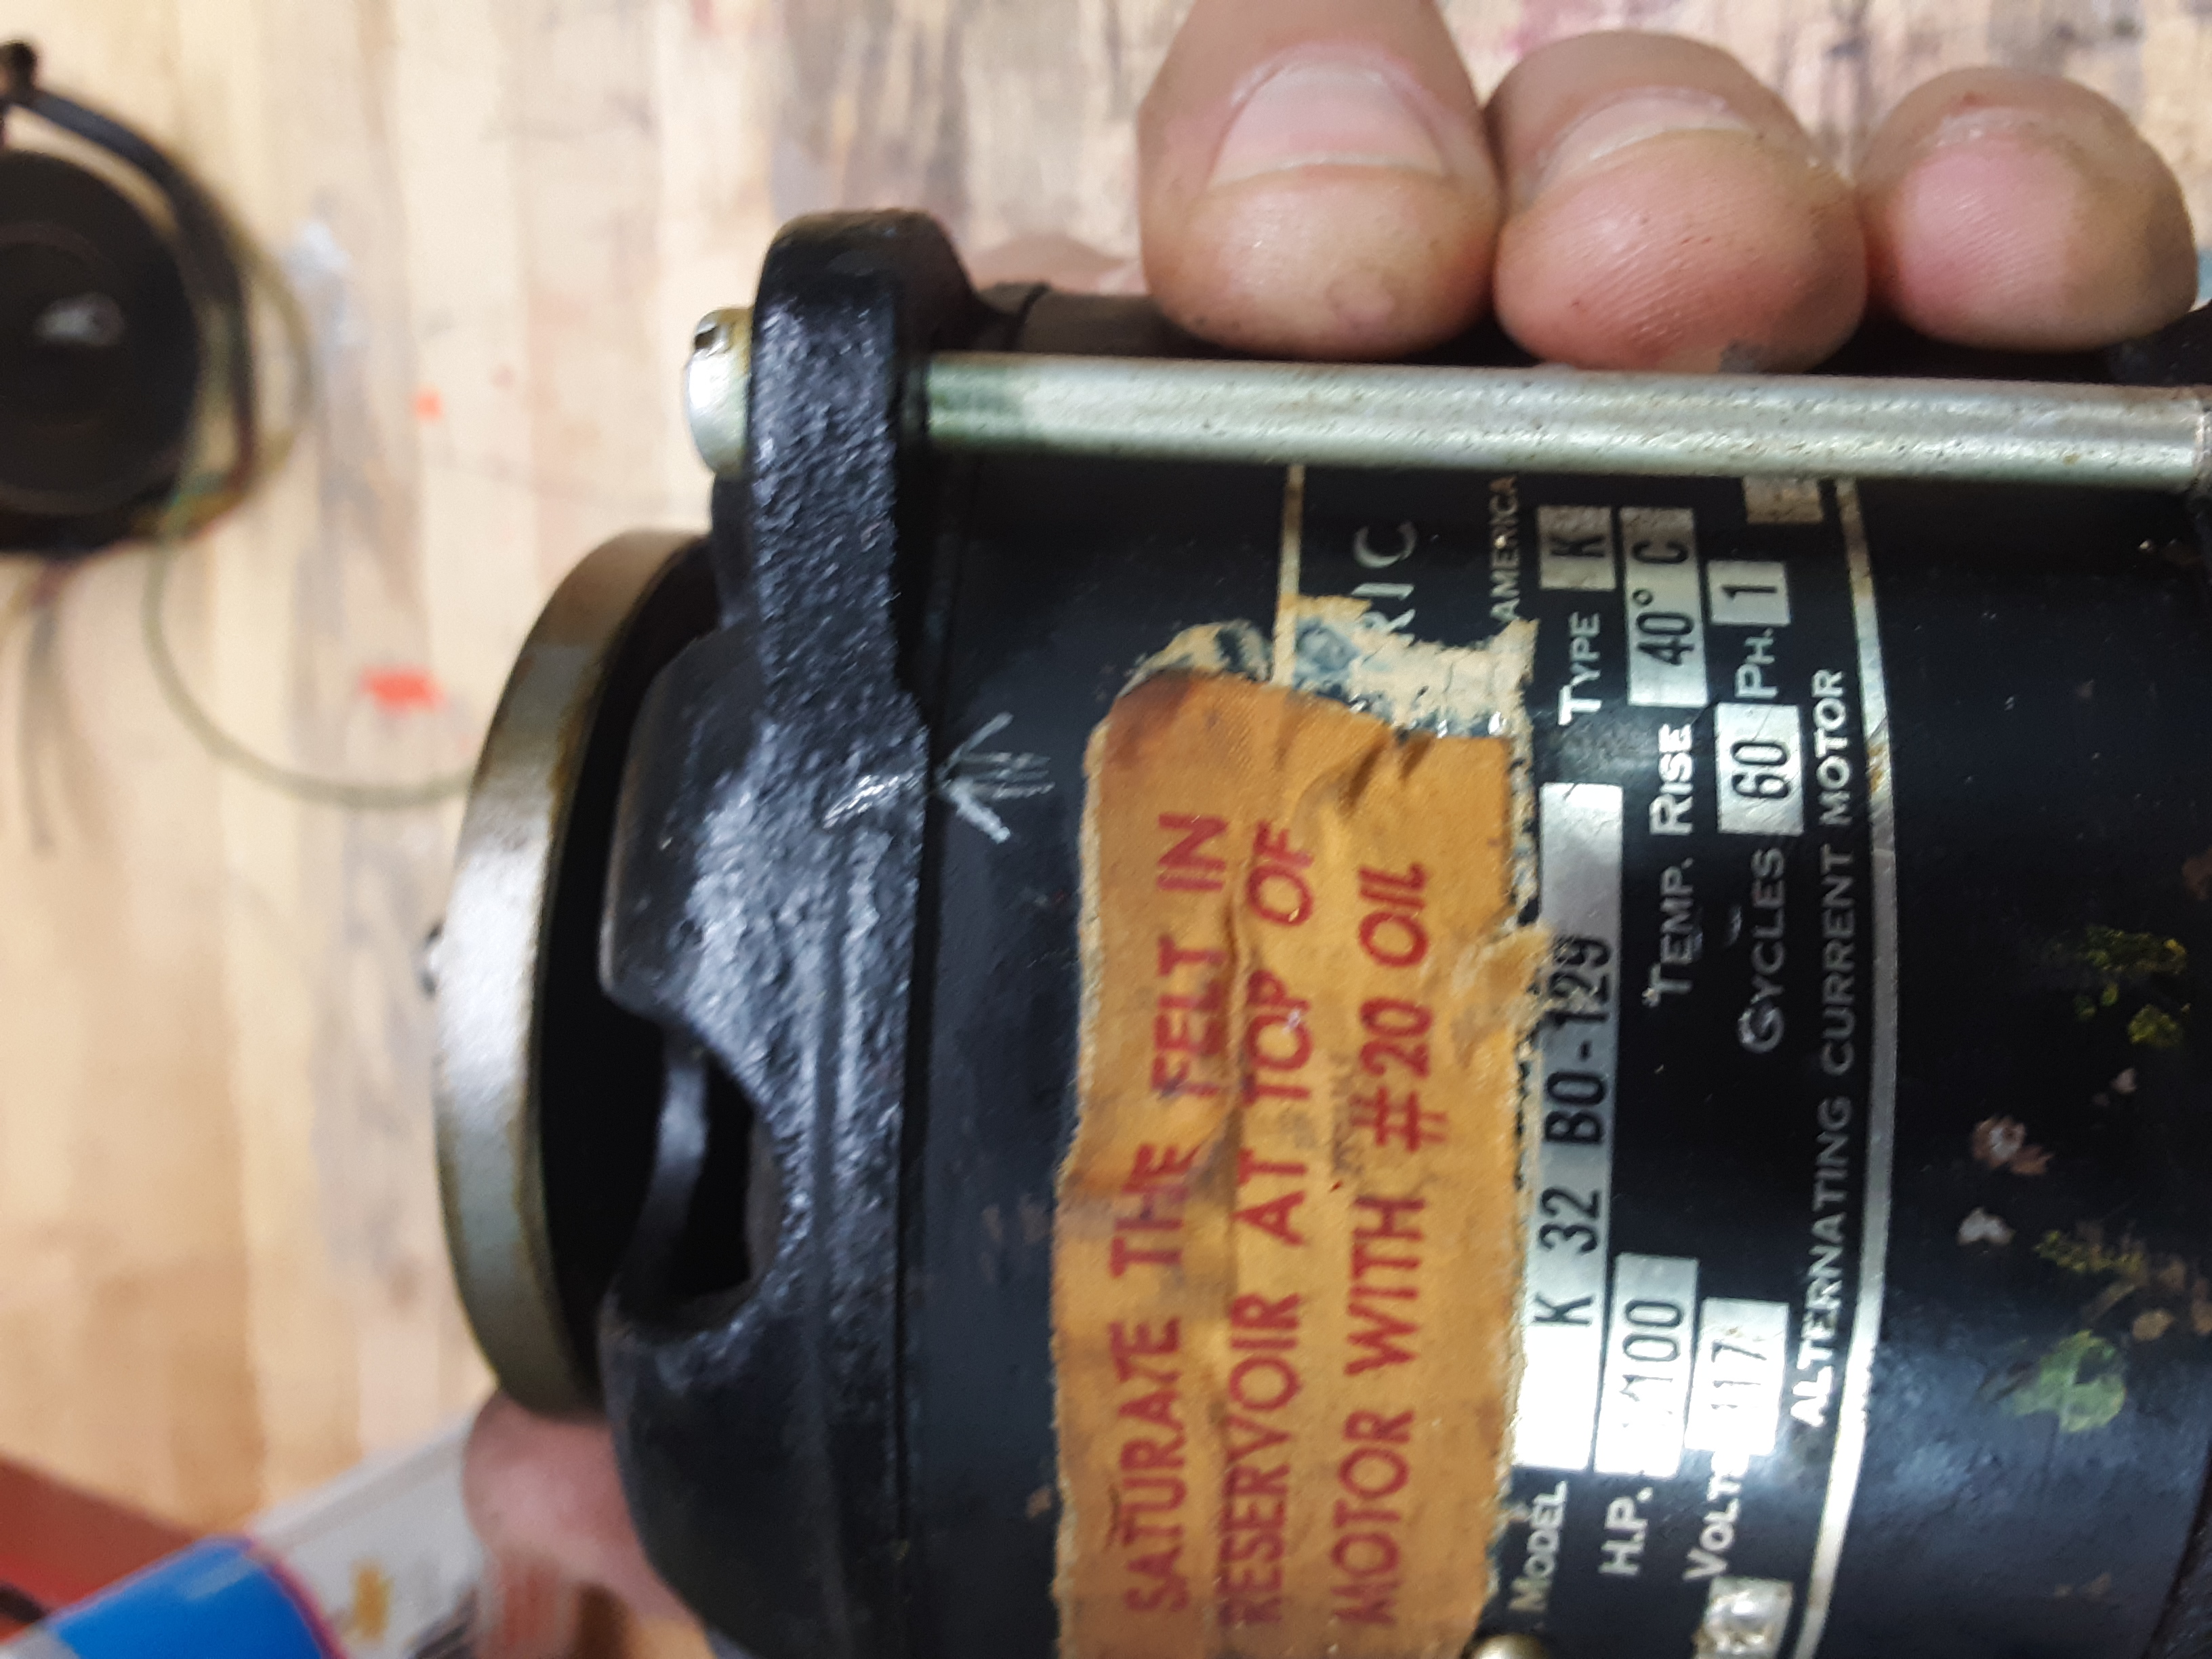 SATURATE THE FELT IN
RESERVOIR AT TOP OF
MOTOR WITH #20 OIL
RIC
AMERICA
MODEL K 32 BO-129 TYPE K
H.P. /100 TEMP. RISE 40° C
VOLTS 117 CYCLES 60 PH. 1
ALTERNATING CURRENT MOTOR